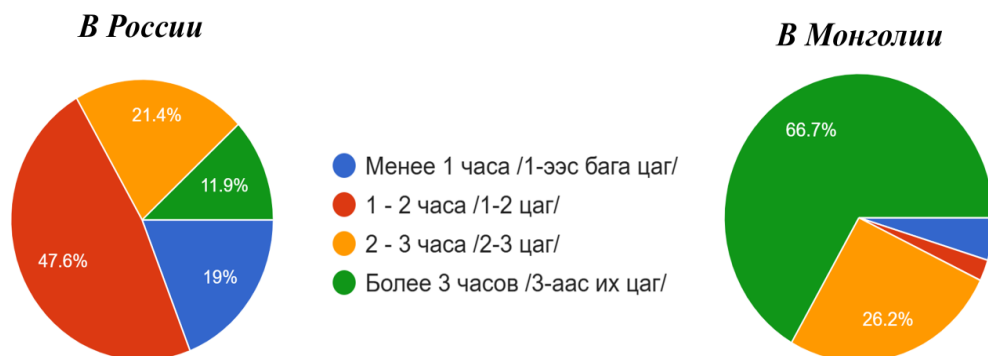 В России
В Монголии
21.4%
11.9%
47.6%
19%
Менее 1 часа /1-ээс бага цаг/
1 - 2 часа /1-2 цаг/
2 - 3 часа /2-3 цаг/
Более 3 часов /3-аас их цаг/
66.7%
26.2%